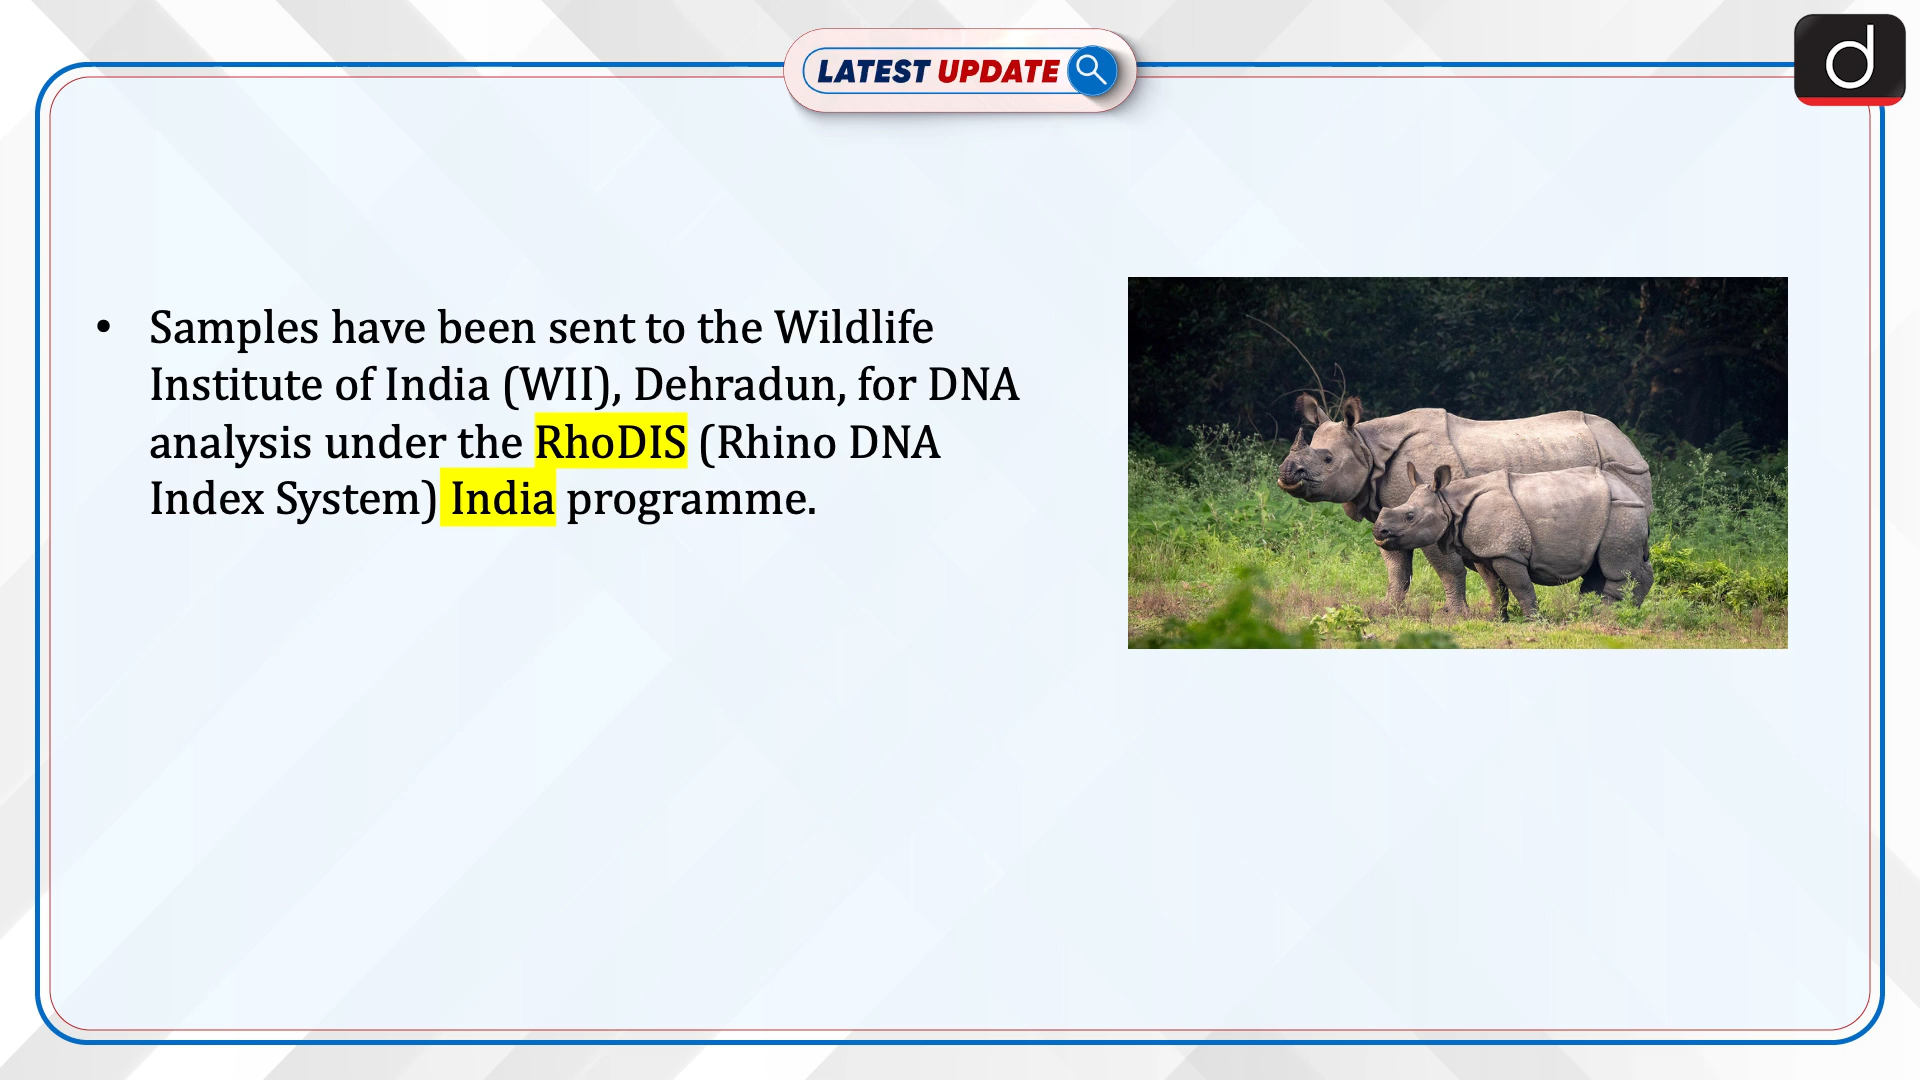 LATEST UPDATE
d
• Samples have been sent to the Wildlife
Institute of India (WII), Dehradun, for DNA
analysis under the RhoDIS (Rhino DNA
Index System) India programme.